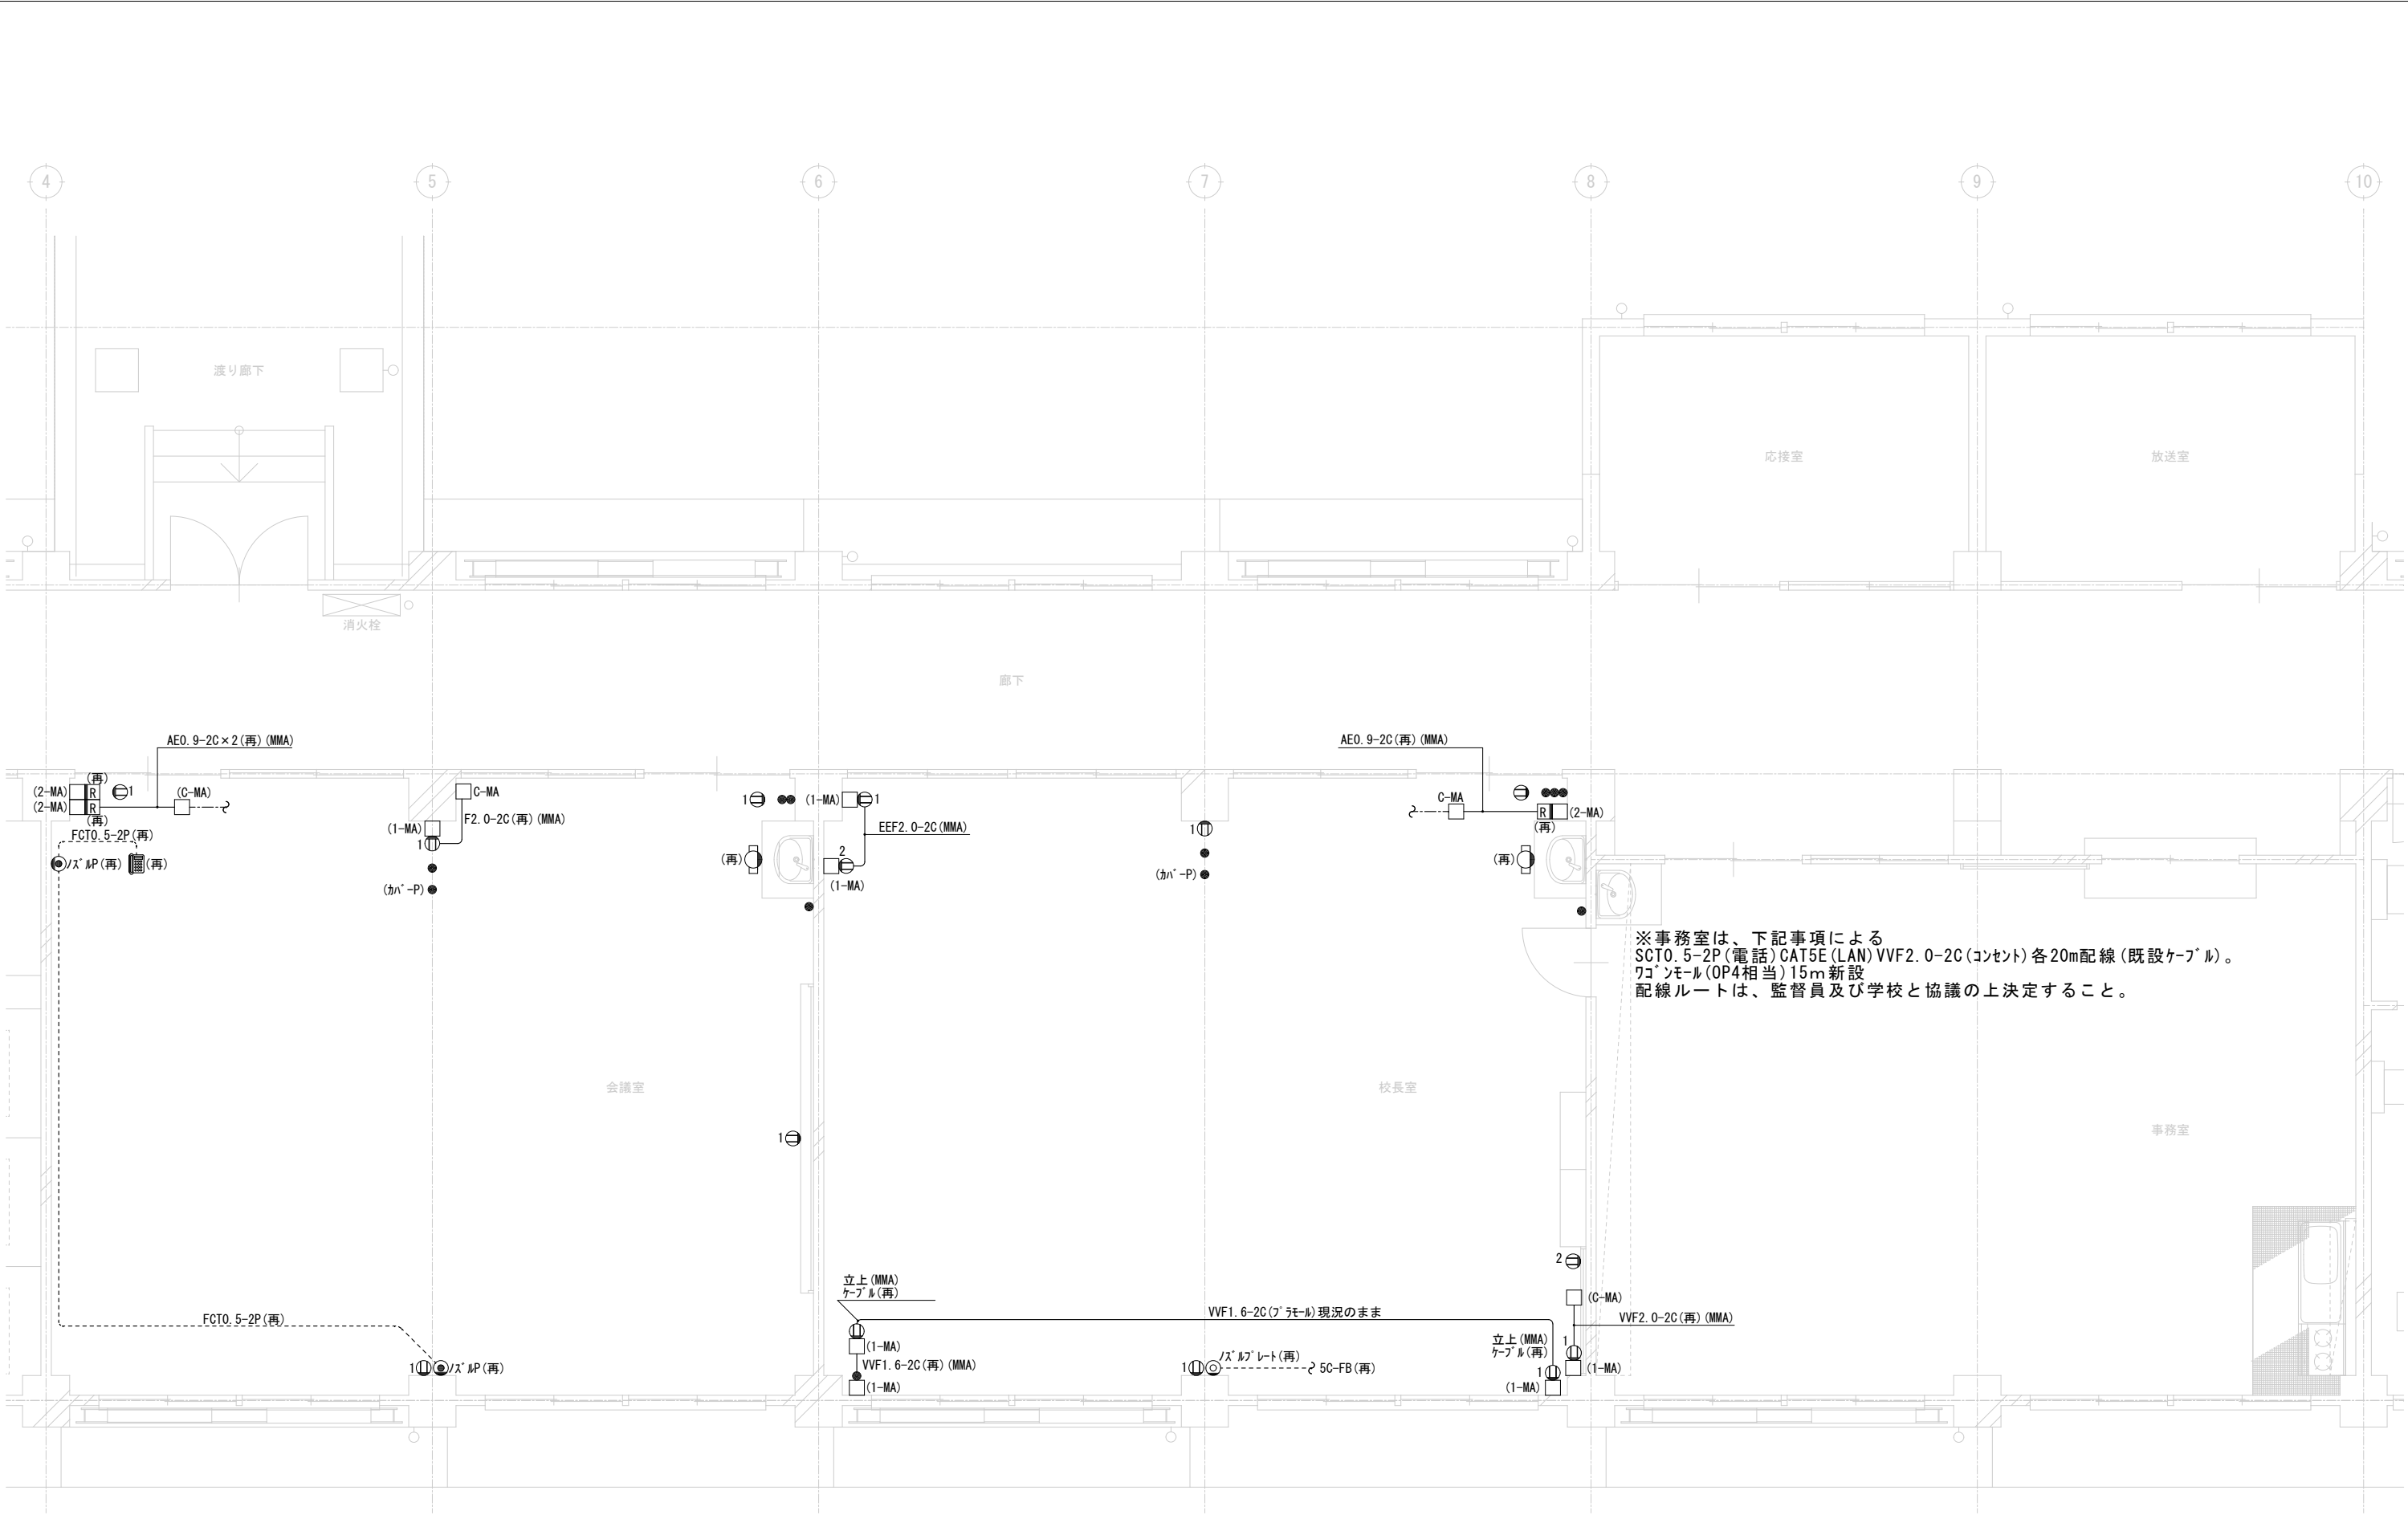 4
5
6
7
8
9
10
渡り廊下
応接室
放送室
消火栓
廊下
AE0.9-2C×2(再)(MMA)
AE0.9-2C(再)(MMA)
(再)
(2-MA)
R
1
(2-MA)
R
(C-MA)
(再)
FCT0.5-2P(再)
ﾉｽﾞﾙP(再)
(再)
C-MA
F2.0-2C(再)(MMA)
(1-MA)
1
(ｶﾊﾞｰP)
1
(1-MA)
1
EEF2.0-2C(MMA)
(再)
2
(1-MA)
1
(ｶﾊﾞｰP)
C-MA
R
(2-MA)
(再)
(再)
※事務室は、下記事項による
SCT0.5-2P(電話)CAT5E(LAN)VVF2.0-2C(ｺﾝｾﾝﾄ)各20m配線(既設ｹｰﾌﾞﾙ)。
ﾜｺﾞﾝモール(OP4相当)15m新設
配線ルートは、監督員及び学校と協議の上決定すること。
会議室
校長室
事務室
1
2
立上(MMA)
ｹｰﾌﾞﾙ(再)
(C-MA)
FCT0.5-2P(再)
VVF1.6-2C(ﾌﾟﾗﾓｰﾙ)現況のまま
VVF2.0-2C(再)(MMA)
(1-MA)
立上(MMA)
ｹｰﾌﾞﾙ(再)
1
(1-MA)
1
ﾉｽﾞﾙP(再)
VVF1.6-2C(再)(MMA)
(1-MA)
1
ﾉｽﾞﾙﾌﾟﾚｰﾄ(再)
5C-FB(再)
1
(1-MA)